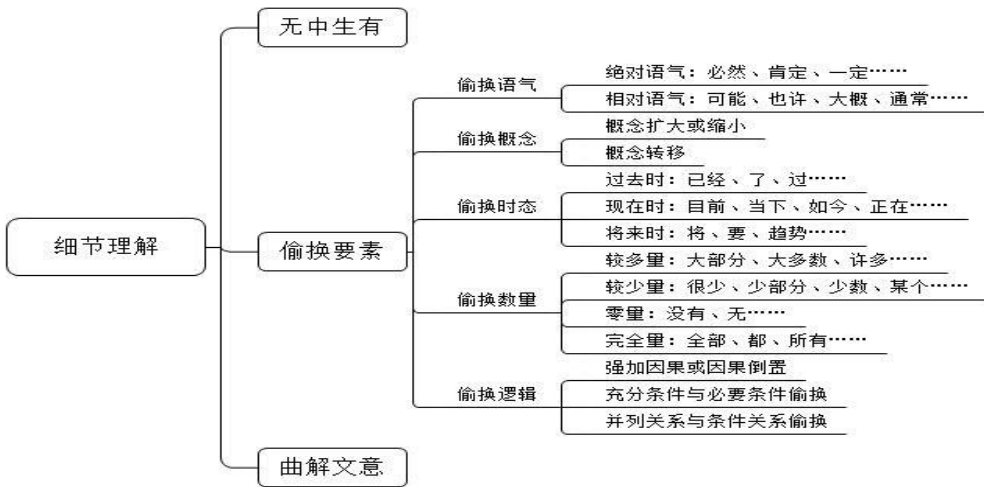 细节理解
无中生有
偷换要素
偷换语气
绝对语气：必然、肯定、一定……
相对语气：可能、也许、大概、通常……
偷换概念
概念扩大或缩小
概念转移
偷换时态
过去时：已经、了、过……
现在时：目前、当下、如今、正在……
将来时：将、要、趋势……
偷换数量
较多量：大部分、大多数、许多……
较少量：很少、少部分、少数、某个……
零量：没有、无……
完全量：全部、都、所有……
偷换逻辑
强加因果或因果倒置
充分条件与必要条件偷换
并列关系与条件关系偷换
曲解文意